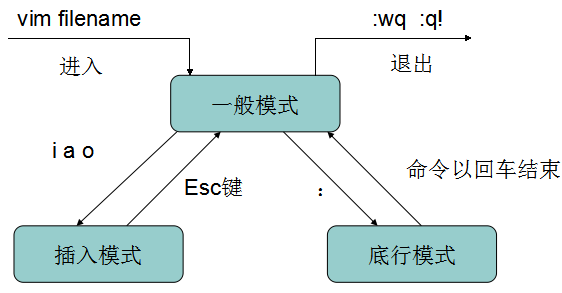 vim filename
:wq :q!
进入
退出
一般模式
i a o
Esc键
：
命令以回车结束
插入模式
底行模式